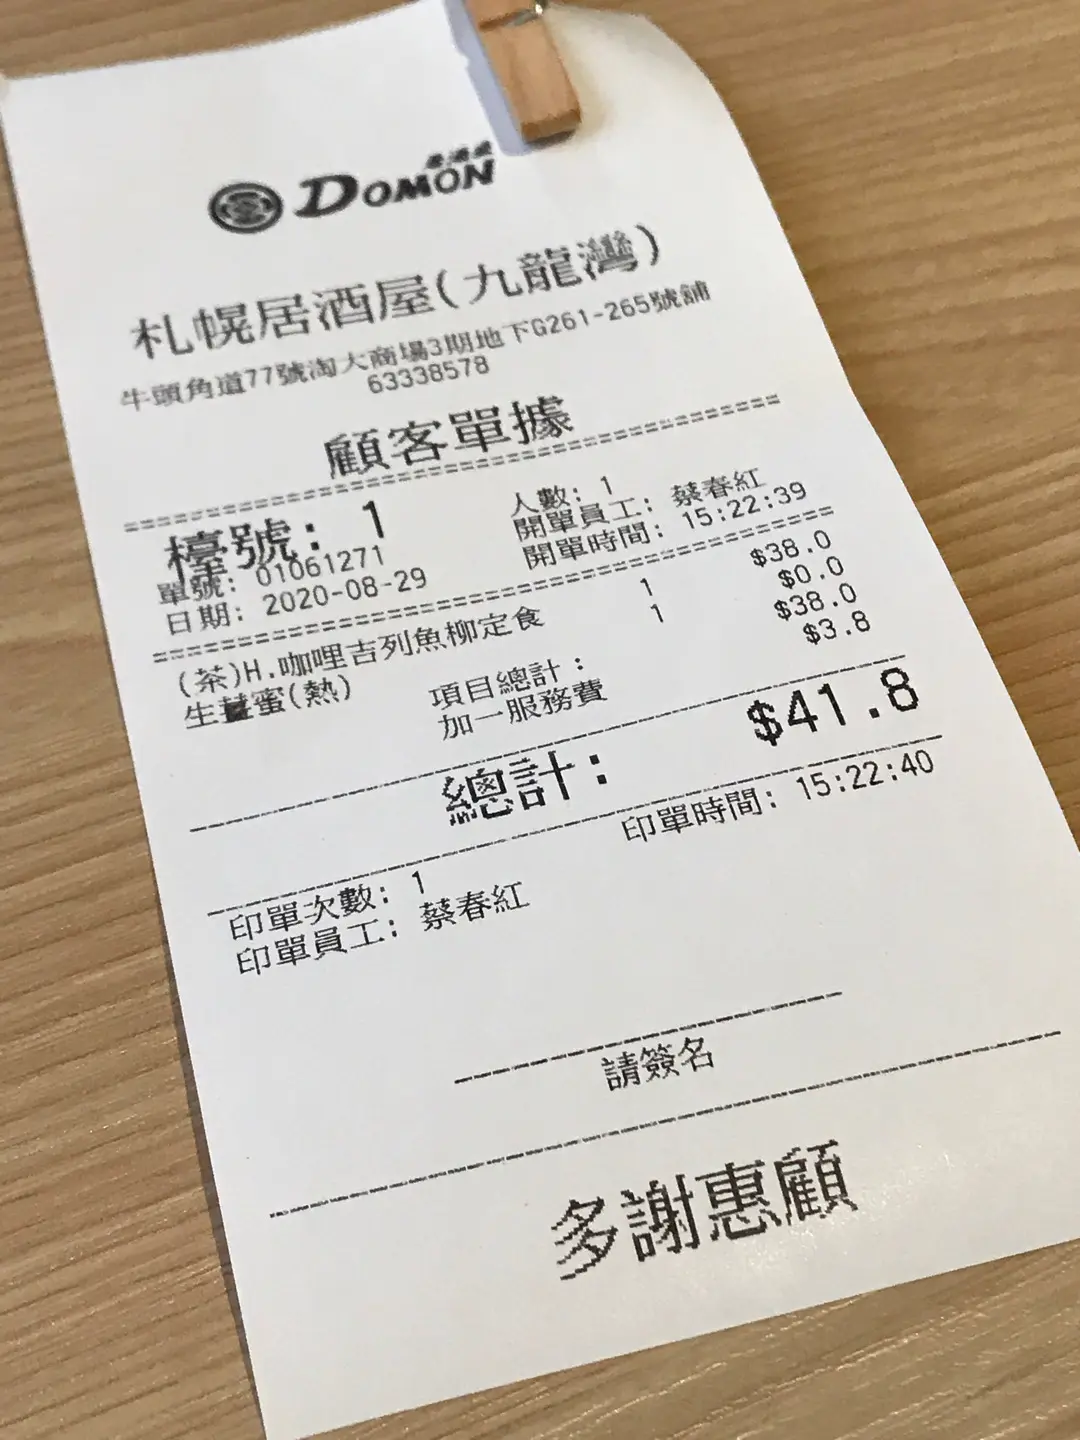 居酒屋
DOMON
札幌居酒屋(九龍灣)
牛頭角道77號淘大商場3期地下G261-265號舖
63338578
顧客單據
檯號: 1
人數: 1
單號: 01061271
開單員工: 蔡春紅
日期: 2020-08-29
開單時間: 15:22:39
(茶)H.咖哩吉列魚柳定食 1 $38.0
生薑蜜(熱) 1 $0.0
項目總計: $38.0
加一服務費 $3.8
總計: $41.8
印單時間: 15:22:40
印單次數: 1
印單員工: 蔡春紅
請簽名
多謝惠顧